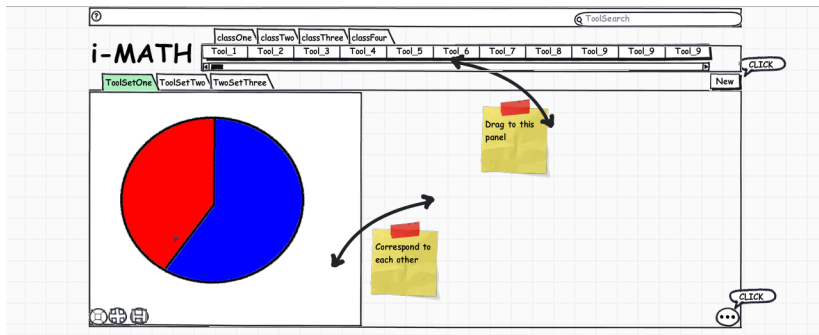 ?
ToolSearch
classOne classTwo classThree classFour
i-MATH
Tool_1 Tool_2 Tool_3 Tool_4 Tool_5 Tool_6 Tool_7 Tool_8 Tool_9 Tool_9 Tool_9
CLICK
ToolSetOne ToolSetTwo TwoSetThree
New
Drag to this
panel
Correspond to
each other
CLICK